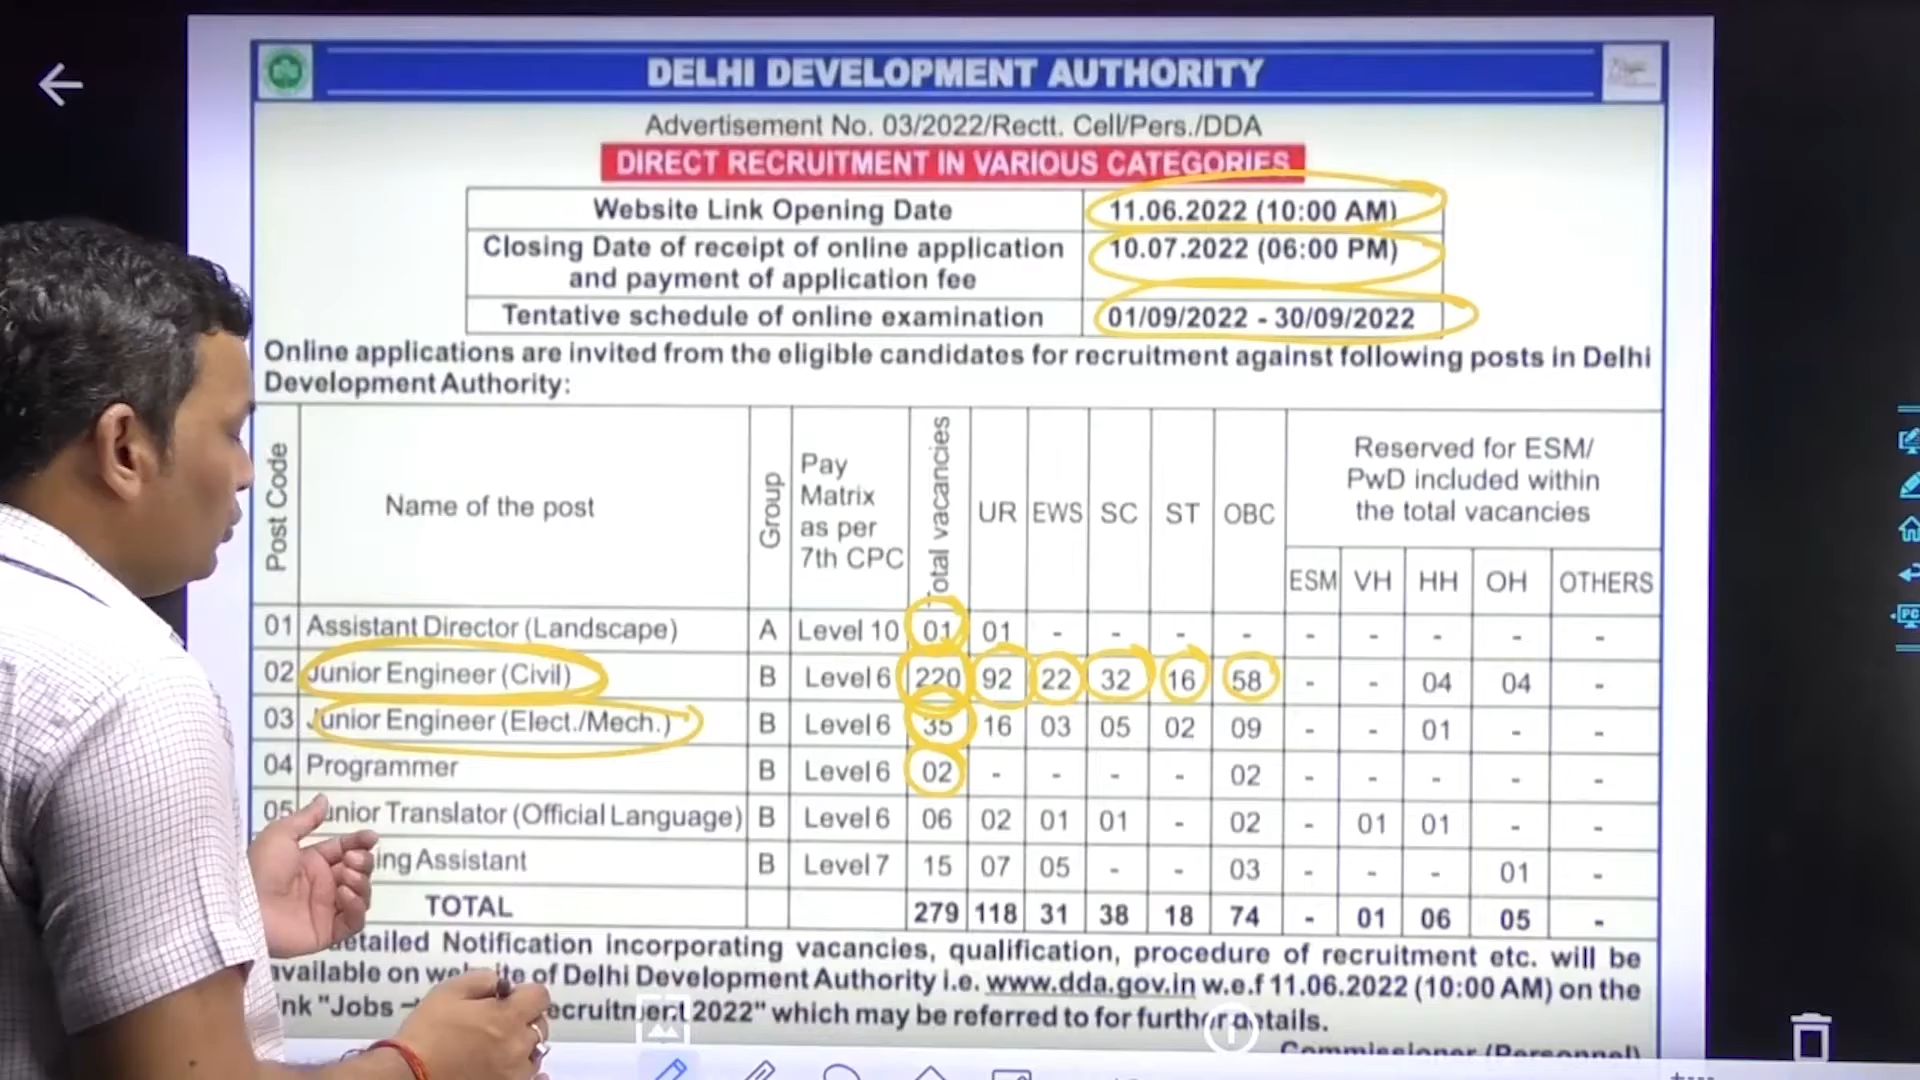 DELHI DEVELOPMENT AUTHORITY
Advertisement No. 03/2022/Rectt. Cell/Pers./DDA
DIRECT RECRUITMENT IN VARIOUS CATEGORIES
Website Link Opening Date 11.06.2022 (10:00 AM)
Closing Date of receipt of online application and payment of application fee 10.07.2022 (06:00 PM)
Tentative schedule of online examination 01/09/2022 - 30/09/2022
Online applications are invited from the eligible candidates for recruitment against following posts in Delhi
Development Authority:
Post Code Name of the post Group Pay Matrix as per 7th CPC Total vacancies UR EWS SC ST OBC Reserved for ESM/ PwD included within the total vacancies
ESM VH HH OH OTHERS
01 Assistant Director (Landscape) A Level 10 01 01 - - - - - - - - -
02 Junior Engineer (Civil) B Level 6 220 92 22 32 16 58 - - 04 04 -
03 Junior Engineer (Elect./Mech.) B Level 6 35 16 03 05 02 09 - - 01 - -
04 Programmer B Level 6 02 - - - - 02 - - - - -
05 Junior Translator (Official Language) B Level 6 06 02 01 01 - 02 - 01 01 - -
ing Assistant B Level 7 15 07 05 - - 03 - - - 01 -
TOTAL 279 118 31 38 18 74 - 01 06 05 -
etailed Notification incorporating vacancies, qualification, procedure of recruitment etc. will be
available on website of Delhi Development Authority i.e. www.dda.gov.in w.e.f 11.06.2022 (10:00 AM) on the
nk "Jobs ecruitment 2022" which may be referred to for further details.
Commissioner (Personnel)
PC